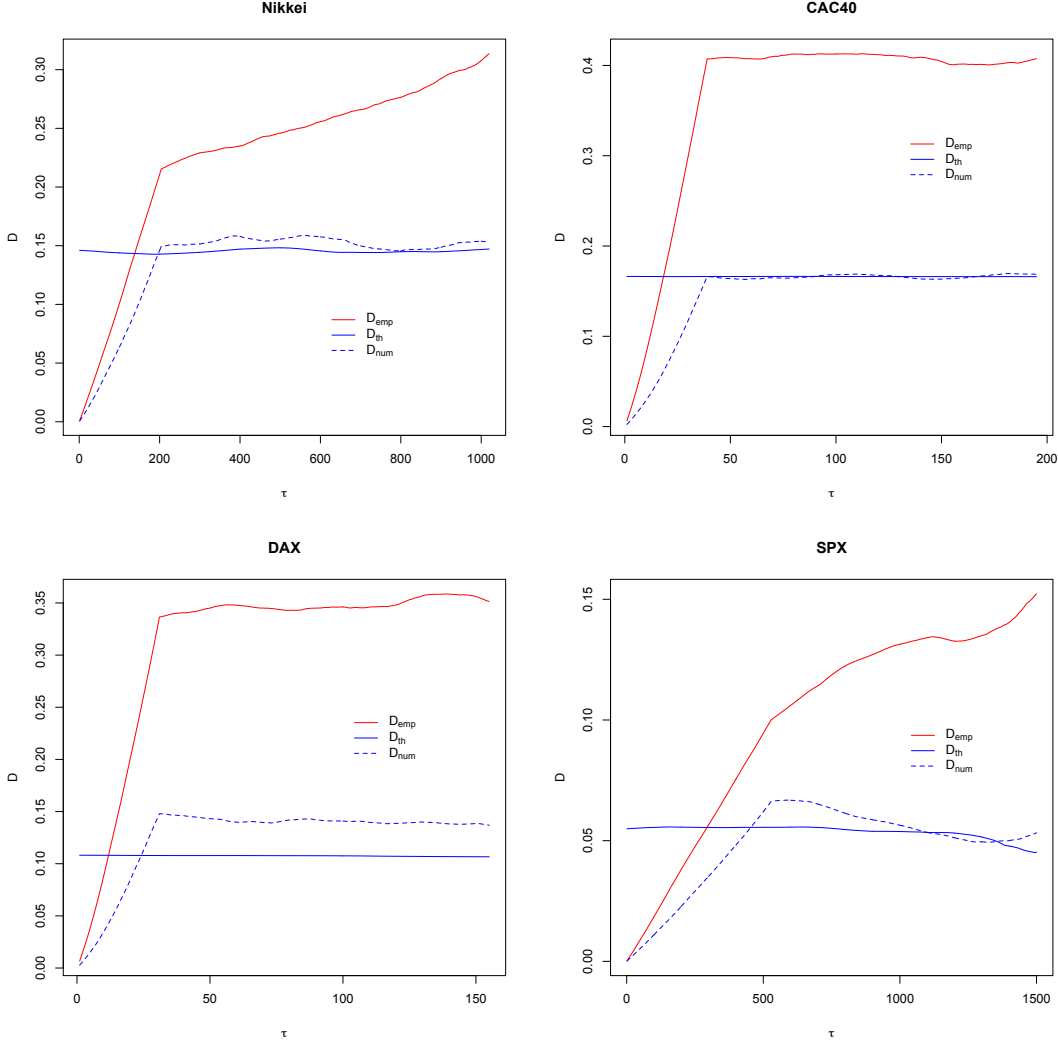 Nikkei
D
0.00
0.05
0.10
0.15
0.20
0.25
0.30
D_emp
D_th
D_num
0 200 400 600 800 1000
τ
CAC40
D
0.0
0.1
0.2
0.3
0.4
D_emp
D_th
D_num
0 50 100 150 200
τ
DAX
D
0.00
0.05
0.10
0.15
0.20
0.25
0.30
0.35
D_emp
D_th
D_num
0 50 100 150
τ
SPX
D
0.00
0.05
0.10
0.15
D_emp
D_th
D_num
0 500 1000 1500
τ